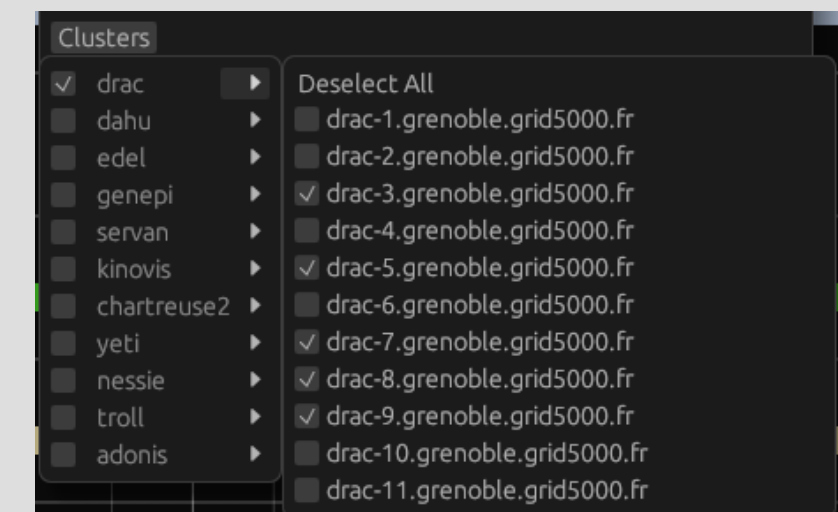 Clusters
drac
dahu
edel
genepi
servan
kinovis
chartreuse2
yeti
nessie
troll
adonis
Deselect All
drac-1.grenoble.grid5000.fr
drac-2.grenoble.grid5000.fr
drac-3.grenoble.grid5000.fr
drac-4.grenoble.grid5000.fr
drac-5.grenoble.grid5000.fr
drac-6.grenoble.grid5000.fr
drac-7.grenoble.grid5000.fr
drac-8.grenoble.grid5000.fr
drac-9.grenoble.grid5000.fr
drac-10.grenoble.grid5000.fr
drac-11.grenoble.grid5000.fr